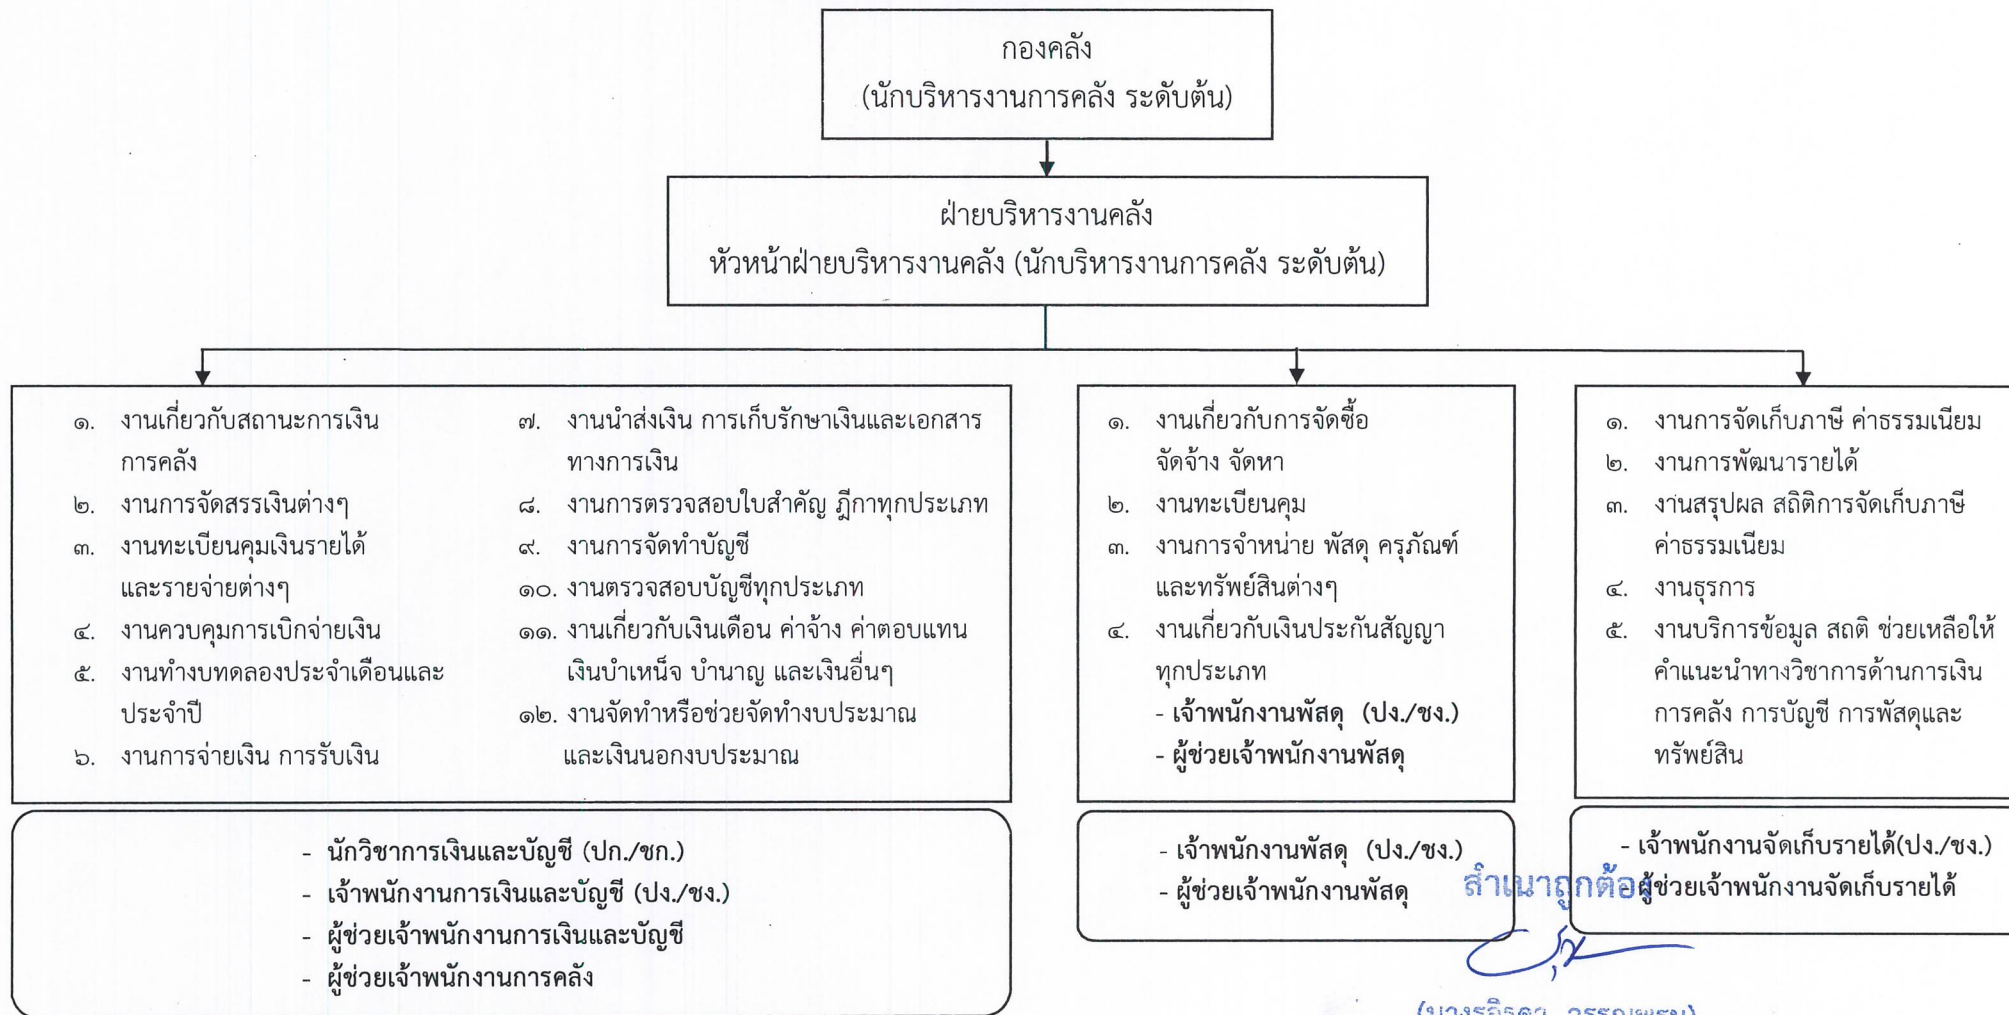 กองคลัง
(นักบริหารงานการคลัง ระดับต้น)
ฝ่ายบริหารงานคลัง
หัวหน้าฝ่ายบริหารงานคลัง (นักบริหารงานการคลัง ระดับต้น)
๑. งานเกี่ยวกับสถานะการเงิน
การคลัง
๒. งานการจัดสรรเงินต่างๆ
๓. งานทะเบียนคุมเงินรายได้
และรายจ่ายต่างๆ
๔. งานควบคุมการเบิกจ่ายเงิน
๕. งานทำงบทดลองประจำเดือนและ
ประจำปี
๖. งานการจ่ายเงิน การรับเงิน
๗. งานนำส่งเงิน การเก็บรักษาเงินและเอกสาร
ทางการเงิน
๘. งานการตรวจสอบใบสำคัญ ฎีกาทุกประเภท
๙. งานการจัดทำบัญชี
๑๐. งานตรวจสอบบัญชีทุกประเภท
๑๑. งานเกี่ยวกับเงินเดือน ค่าจ้าง ค่าตอบแทน
เงินบำเหน็จ บำนาญ และเงินอื่นๆ
๑๒. งานจัดทำหรือช่วยจัดทำงบประมาณ
และเงินนอกงบประมาณ
- นักวิชาการเงินและบัญชี (ปก./ชก.)
- เจ้าพนักงานการเงินและบัญชี (ปง./ชง.)
- ผู้ช่วยเจ้าพนักงานการเงินและบัญชี
- ผู้ช่วยเจ้าพนักงานการคลัง
๑. งานเกี่ยวกับการจัดซื้อ
จัดจ้าง จัดหา
๒. งานทะเบียนคุม
๓. งานการจำหน่าย พัสดุ ครุภัณฑ์
และทรัพย์สินต่างๆ
๔. งานเกี่ยวกับเงินประกันสัญญา
ทุกประเภท
- เจ้าพนักงานพัสดุ (ปง./ชง.)
- ผู้ช่วยเจ้าพนักงานพัสดุ
- เจ้าพนักงานพัสดุ (ปง./ชง.)
- ผู้ช่วยเจ้าพนักงานพัสดุ
๑. งานการจัดเก็บภาษี ค่าธรรมเนียม
๒. งานการพัฒนารายได้
๓. งานสรุปผล สถิติการจัดเก็บภาษี
ค่าธรรมเนียม
๔. งานธุรการ
๕. งานบริการข้อมูล สถติ ช่วยเหลือให้
คำแนะนำทางวิชาการด้านการเงิน
การคลัง การบัญชี การพัสดุและ
ทรัพย์สิน
- เจ้าพนักงานจัดเก็บรายได้(ปง./ชง.)
- ผู้ช่วยเจ้าพนักงานจัดเก็บรายได้
สำเนาถูกต้อง